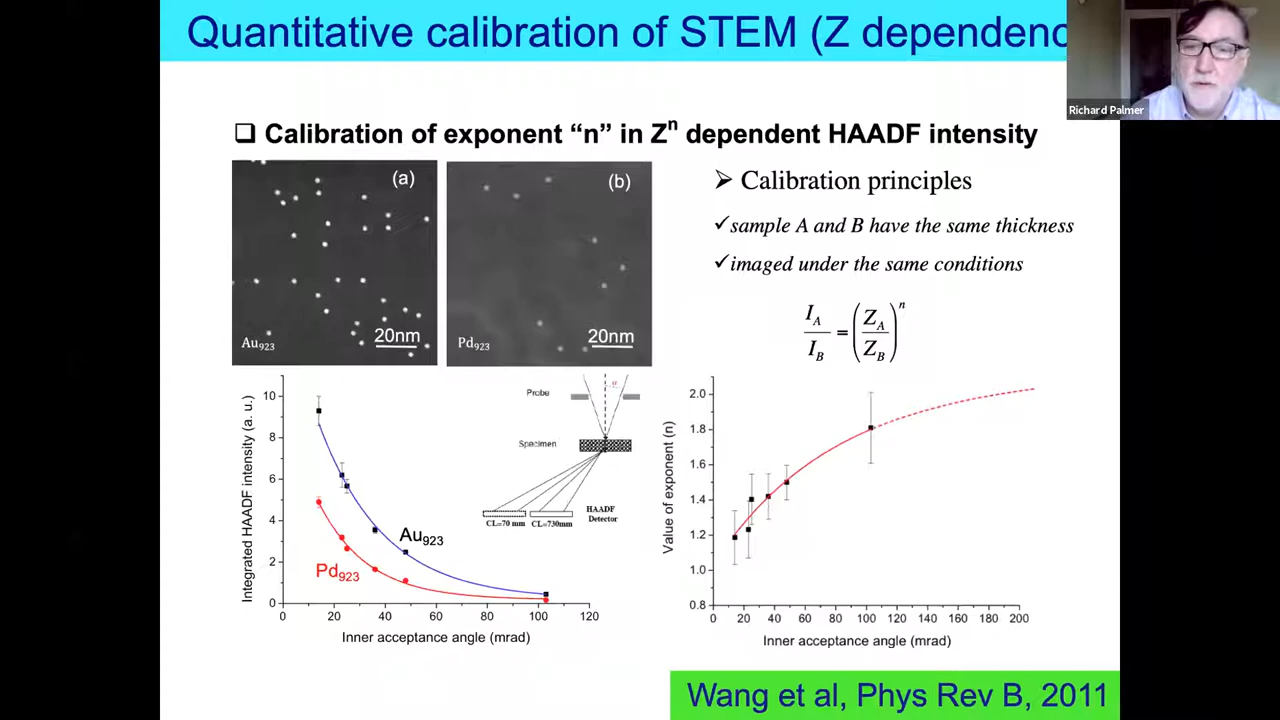 Quantitative calibration of STEM (Z dependenc
Richard Palmer
❑ Calibration of exponent “n” in Zⁿ dependent HAADF intensity
(a)
(b)
Au₉₂₃
20nm
Pd₉₂₃
20nm
➢ Calibration principles
✓sample A and B have the same thickness
✓imaged under the same conditions
I_A / I_B = (Z_A / Z_B)ⁿ
Integrated HAADF intensity (a. u.)
10
8
6
4
2
0
0 20 40 60 80 100 120
Inner acceptance angle (mrad)
Au₉₂₃
Pd₉₂₃
Probe
α
Specimen
HAADF
Detector
CL=70 mm CL=730mm
Value of exponent (n)
2.0
1.8
1.6
1.4
1.2
1.0
0.8
0 20 40 60 80 100 120 140 160 180 200
Inner acceptance angle (mrad)
Wang et al, Phys Rev B, 2011